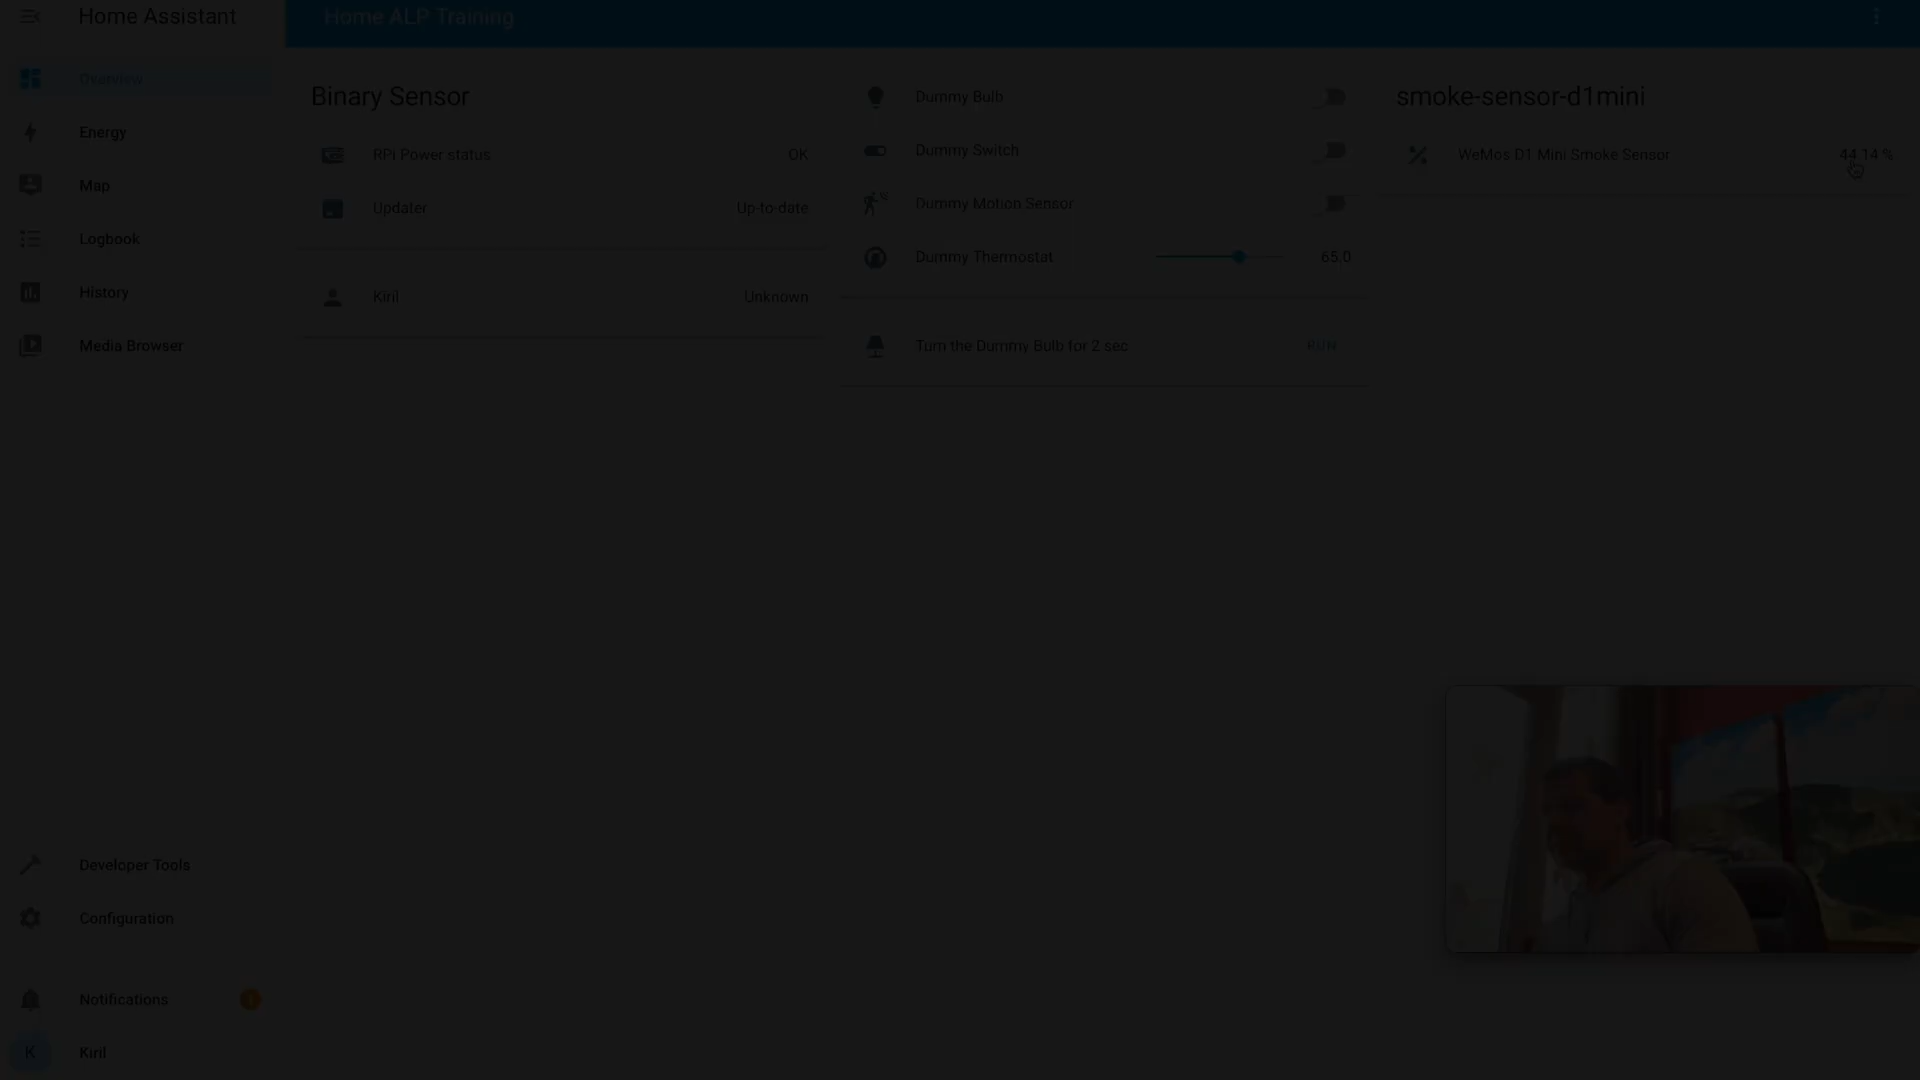 Home Assistant
Home ALP Training
Overview
Energy
Map
Logbook
History
Media Browser
Developer Tools
Configuration
Notifications
1
K
Kiril
Binary Sensor
RPi Power status
OK
Updater
Up-to-date
Kiril
Unknown
Dummy Bulb
Dummy Switch
Dummy Motion Sensor
Dummy Thermostat
65.0
Turn the Dummy Bulb for 2 sec
RUN
smoke-sensor-d1mini
WeMos D1 Mini Smoke Sensor
44.14 %